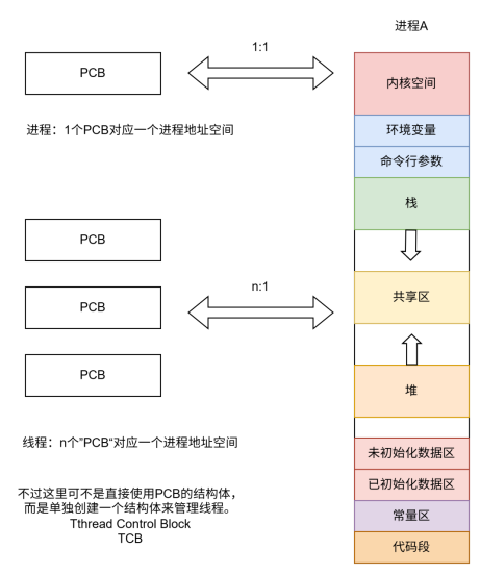 进程A
1:1
PCB
内核空间
进程：1个PCB对应一个进程地址空间
环境变量
命令行参数
栈
PCB
n:1
PCB
共享区
PCB
堆
线程：n个"PCB"对应一个进程地址空间
未初始化数据区
不过这里可不是直接使用PCB的结构体，
已初始化数据区
而是单独创建一个结构体来管理线程。
常量区
Tthread Control Block
TCB
代码段